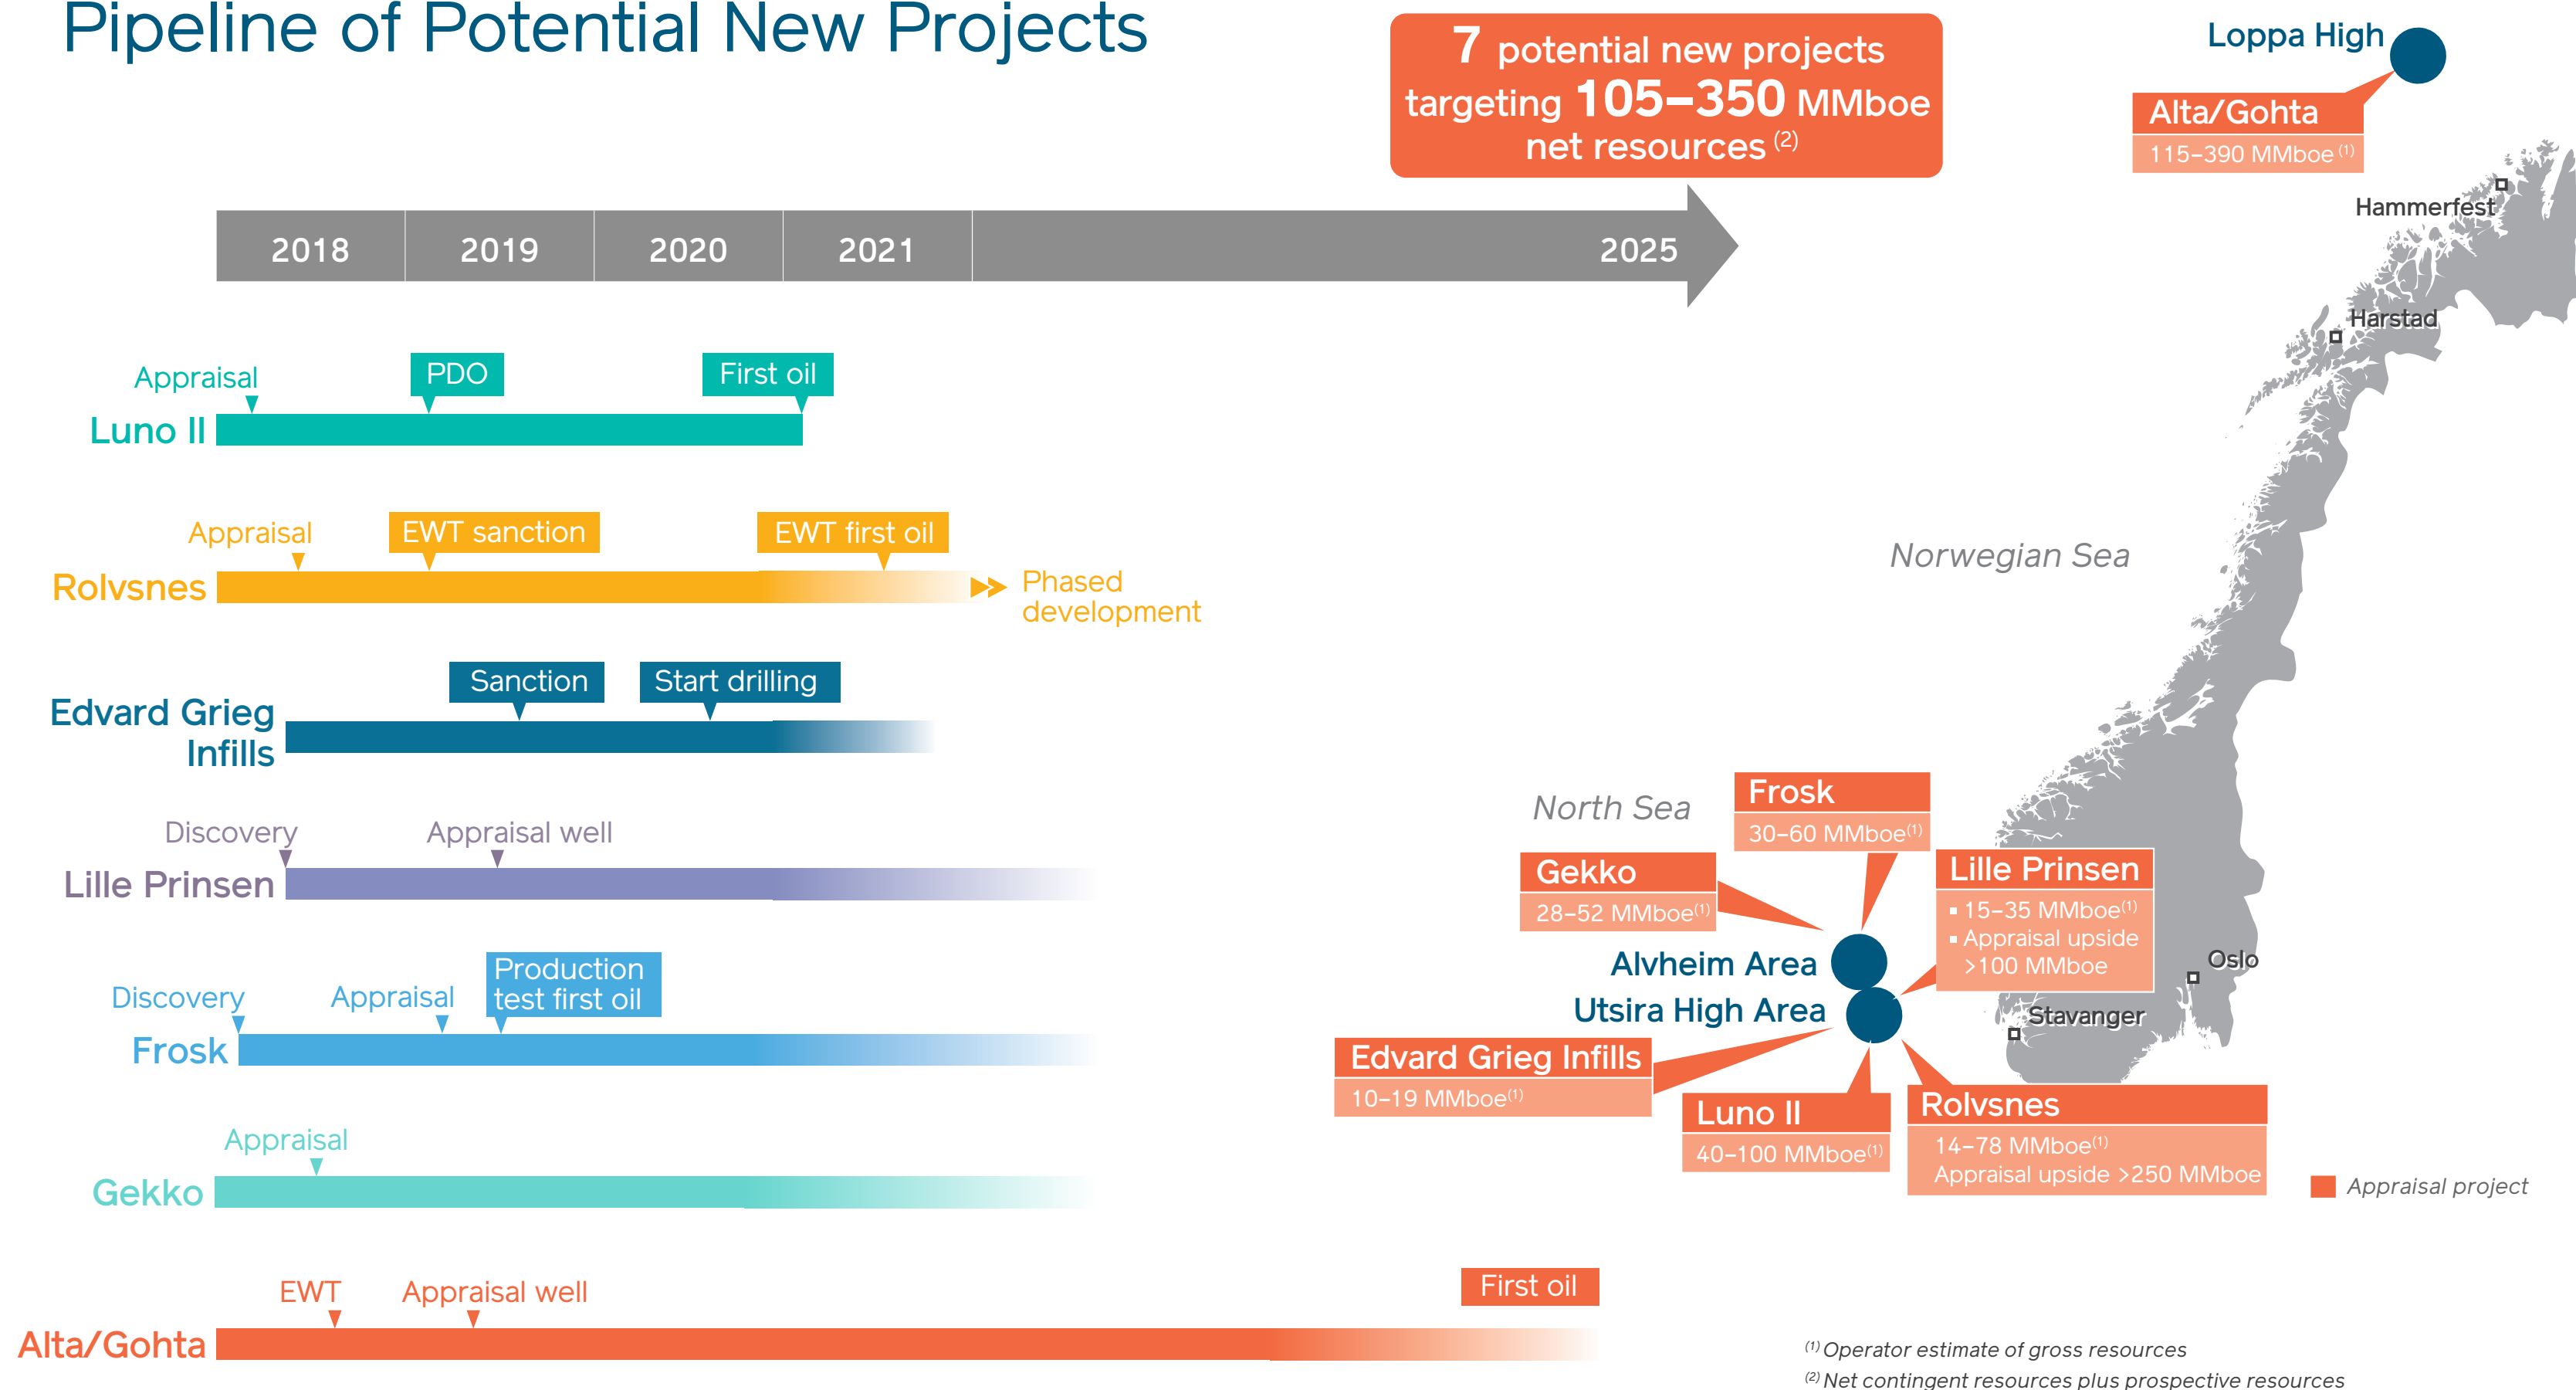 Pipeline of Potential New Projects
7 potential new projects
targeting 105–350 MMboe
net resources (2)
Loppa High
Alta/Gohta
115–390 MMboe (1)
Hammerfest
Harstad
2018 2019 2020 2021 2025
Appraisal PDO First oil
Luno II
Appraisal EWT sanction EWT first oil
Rolvsnes
Phased
development
Norwegian Sea
Sanction Start drilling
Edvard Grieg
Infills
Discovery Appraisal well
Lille Prinsen
Discovery Appraisal Production
test first oil
Frosk
Appraisal
Gekko
EWT Appraisal well First oil
Alta/Gohta
North Sea
Frosk
30–60 MMboe(1)
Gekko
28–52 MMboe(1)
Lille Prinsen
▪ 15–35 MMboe(1)
▪ Appraisal upside
>100 MMboe
Alvheim Area
Utsira High Area
Oslo
Stavanger
Edvard Grieg Infills
10–19 MMboe(1)
Luno II
40–100 MMboe(1)
Rolvsnes
14–78 MMboe(1)
Appraisal upside >250 MMboe
Appraisal project
(1) Operator estimate of gross resources
(2) Net contingent resources plus prospective resources